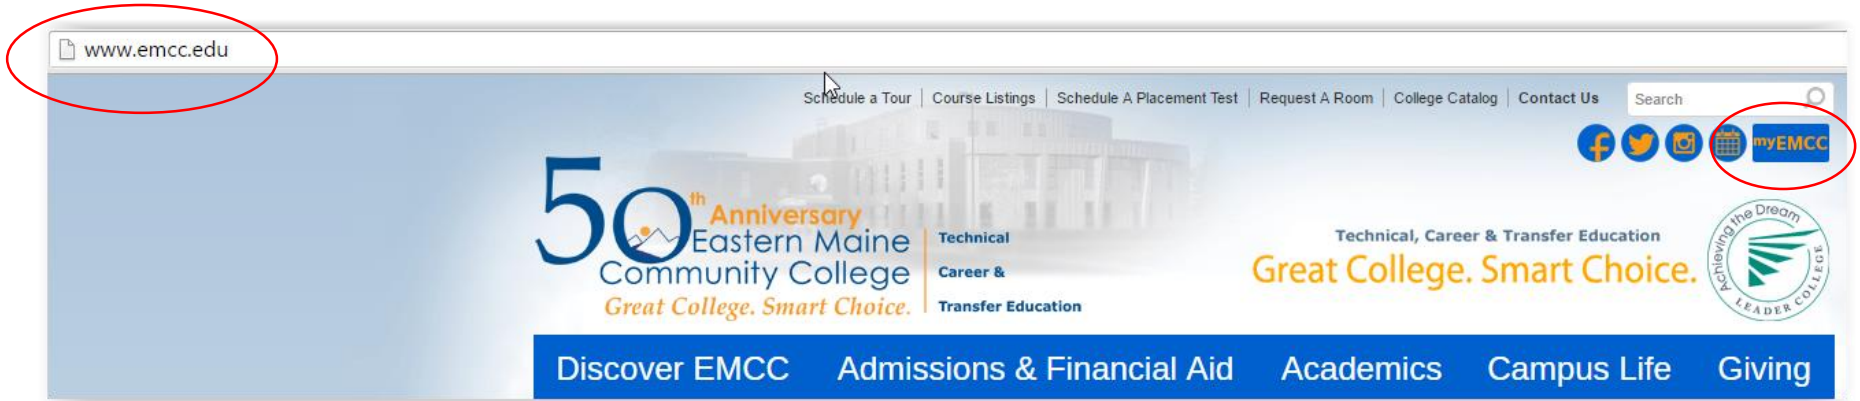 www.emcc.edu
Schedule a Tour | Course Listings | Schedule A Placement Test | Request A Room | College Catalog | Contact Us
Search
myEMCC
50th Anniversary
Eastern Maine
Community College
Great College. Smart Choice.
Technical
Career &
Transfer Education
Technical, Career & Transfer Education
Great College. Smart Choice.
Achieving the Dream
LEADER COLLEGE
Discover EMCC Admissions & Financial Aid Academics Campus Life Giving